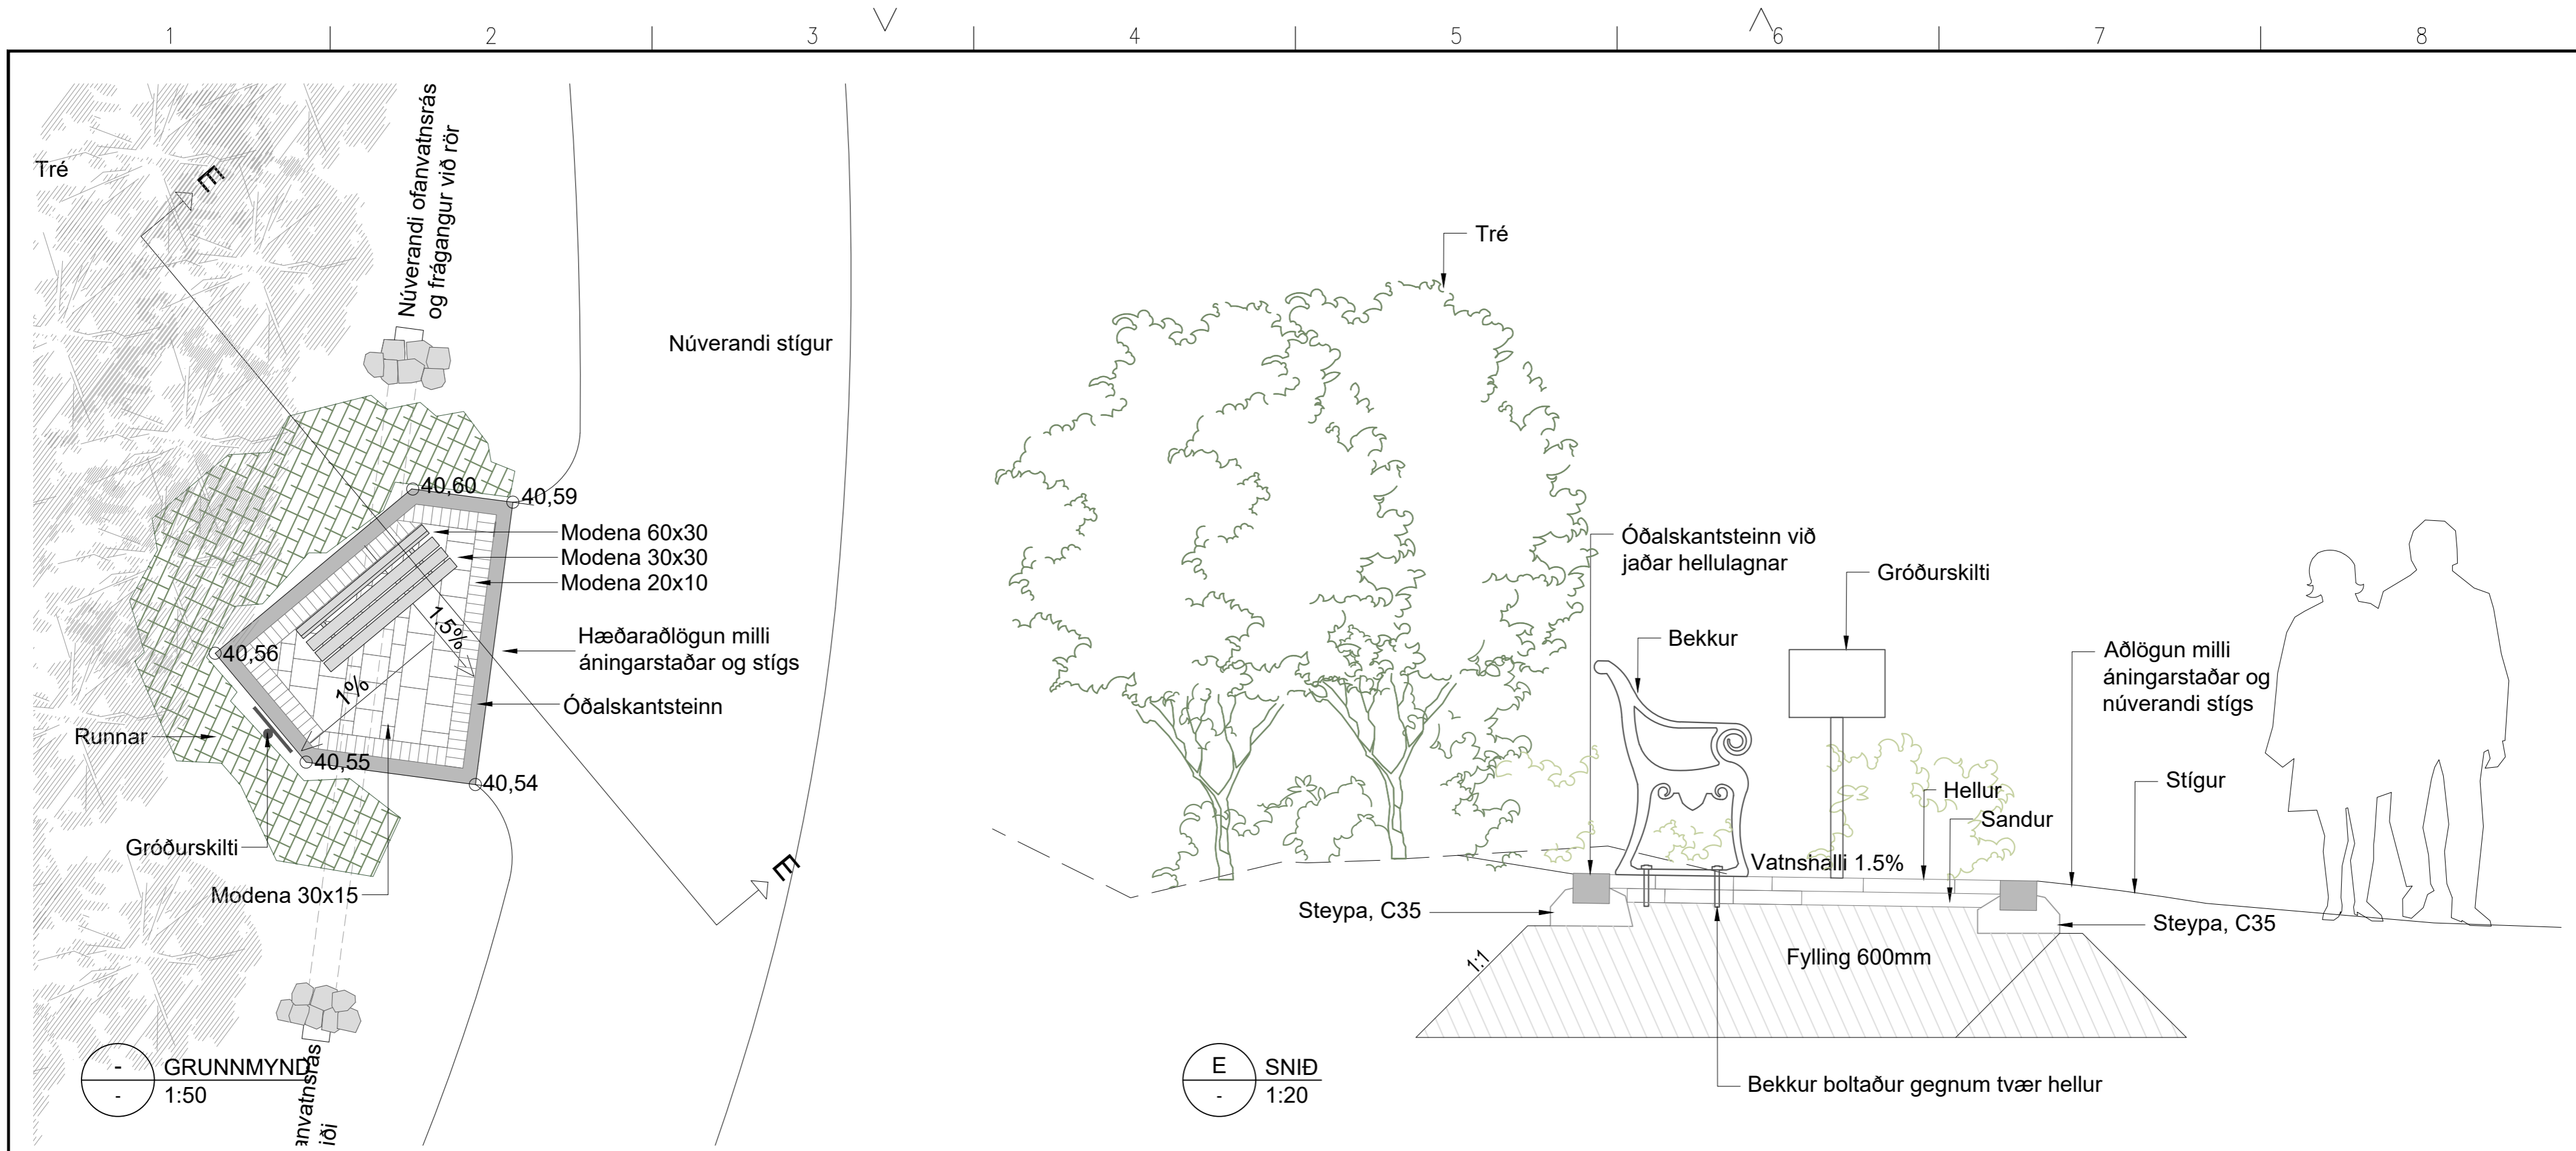 1
2
3
4
5
6
7
8
Tré
E
Núverandi ofanvatnsrás
og frágangur við rör
Núverandi stígur
40,60
40,59
Modena 60x30
Modena 30x30
Modena 20x10
40,56
1.5%
1%
Hæðaraðlögun milli
áningarstaðar og stígs
Óðalskantsteinn
Runnar
40,55
40,54
Gróðurskilti
Modena 30x15
E
anvatnsrás
iði
-
-
GRUNNMYND
1:50
Tré
Óðalskantsteinn við
jaðar hellulagnar
Gróðurskilti
Bekkur
Aðlögun milli
áningarstaðar og
núverandi stígs
Stígur
Hellur
Sandur
Vatnshalli 1.5%
Steypa, C35
Steypa, C35
1:1
Fylling 600mm
Bekkur boltaður gegnum tvær hellur
E
-
SNIÐ
1:20